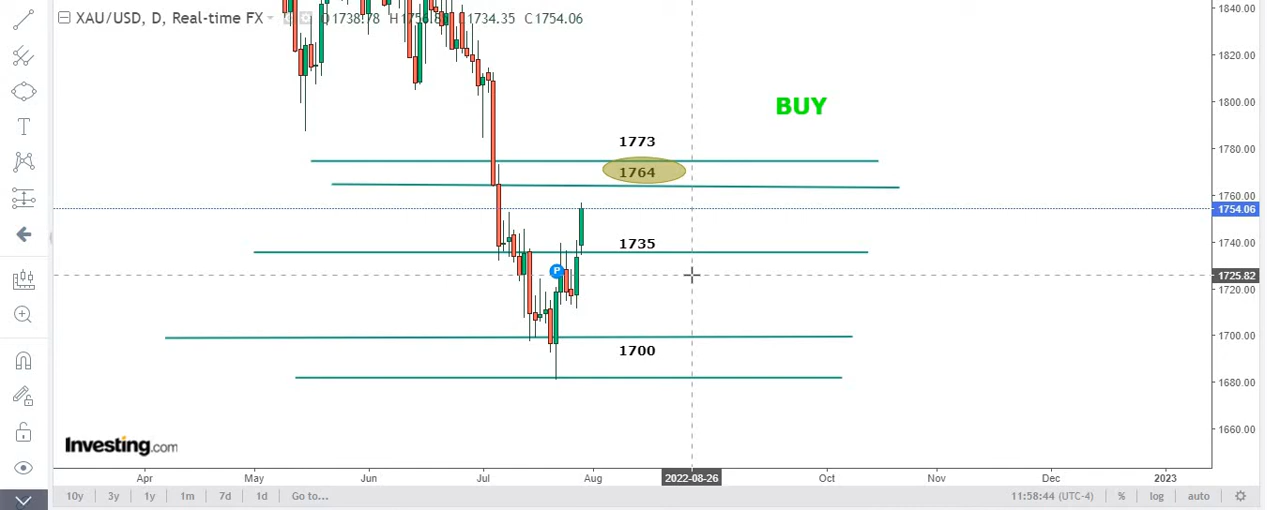 XAU/USD, D, Real-time FX
O1738.78 L1734.35 C1754.06
1840.00
1820.00
BUY
1800.00
1773
1780.00
1764
1760.00
1754.06
1735
1740.00
P
1725.82
1720.00
1700.00
1700
1680.00
1660.00
Investing.com
Apr May Jun Jul Aug 2022-08-26 Oct Nov Dec 2023
10y 3y 1y 1m 7d 1d Go to... 11:58:44 (UTC-4) % log auto